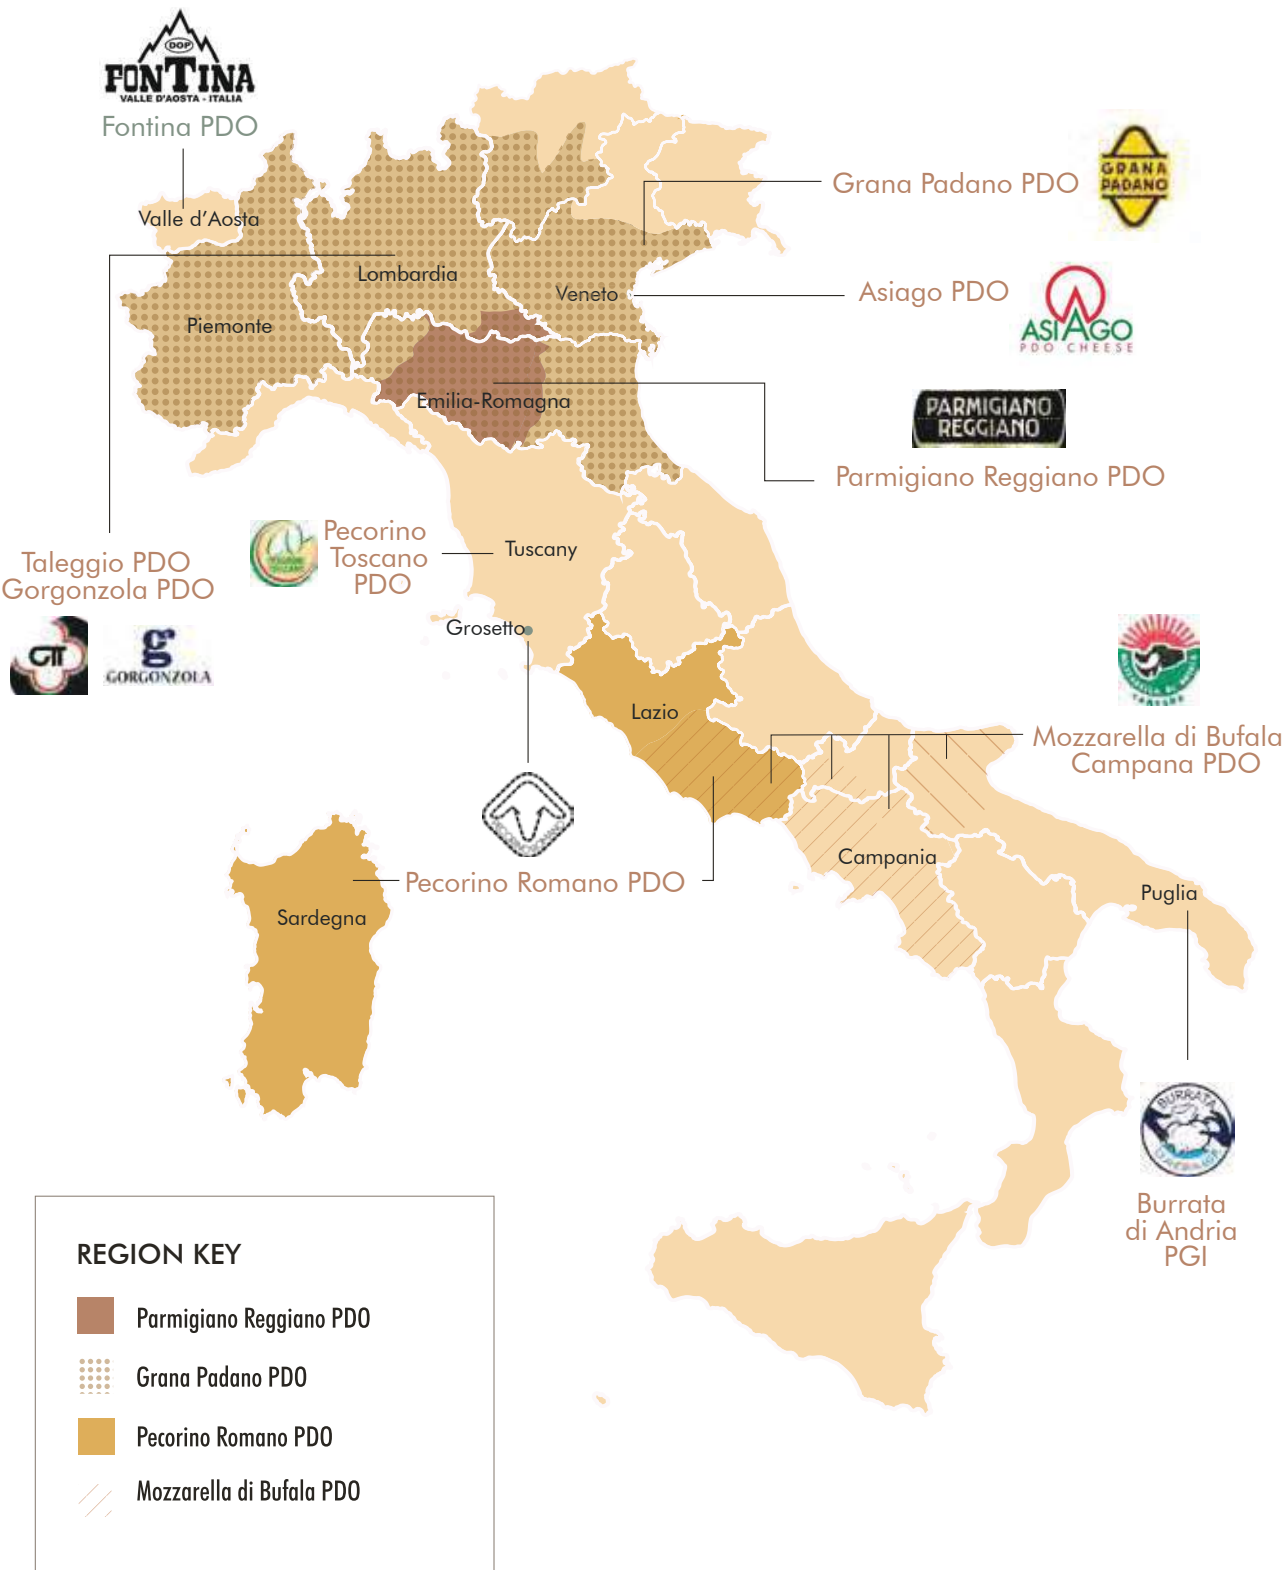 DOP
FONTINA
VALLE D'AOSTA - ITALIA
Fontina PDO
Valle d'Aosta
Grana Padano PDO
GRANA
PADANO
Lombardia
Veneto
Asiago PDO
ASIAGO
PDO CHEESE
Piemonte
Emilia-Romagna
PARMIGIANO
REGGIANO
Parmigiano Reggiano PDO
Pecorino
Toscano
PDO
Tuscany
Taleggio PDO
Gorgonzola PDO
g
GORGONZOLA
Grosetto
Lazio
Mozzarella di Bufala
Campana PDO
PECORINO ROMANO
Campania
Pecorino Romano PDO
Puglia
Sardegna
BURRATA
Burrata
di Andria
PGI
REGION KEY
Parmigiano Reggiano PDO
Grana Padano PDO
Pecorino Romano PDO
Mozzarella di Bufala PDO